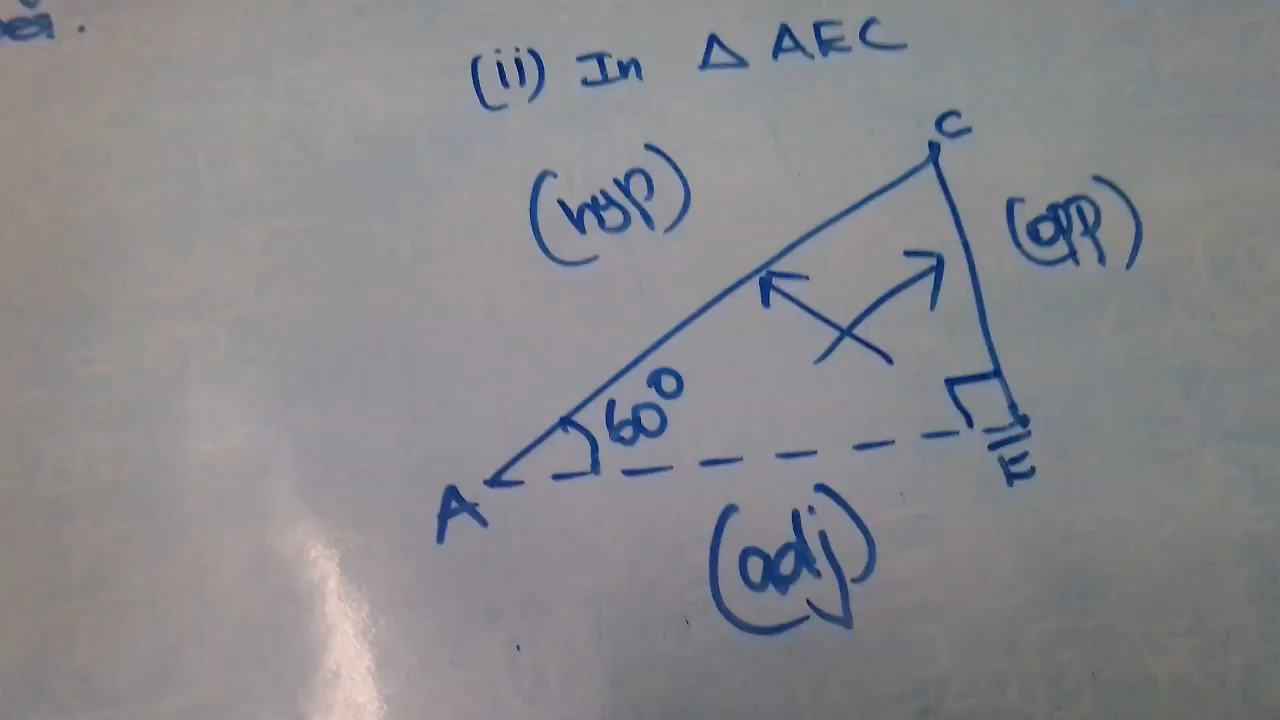 (ii) In △ AEC
C
(hyp)
(opp)
60°
A
E
(adj)